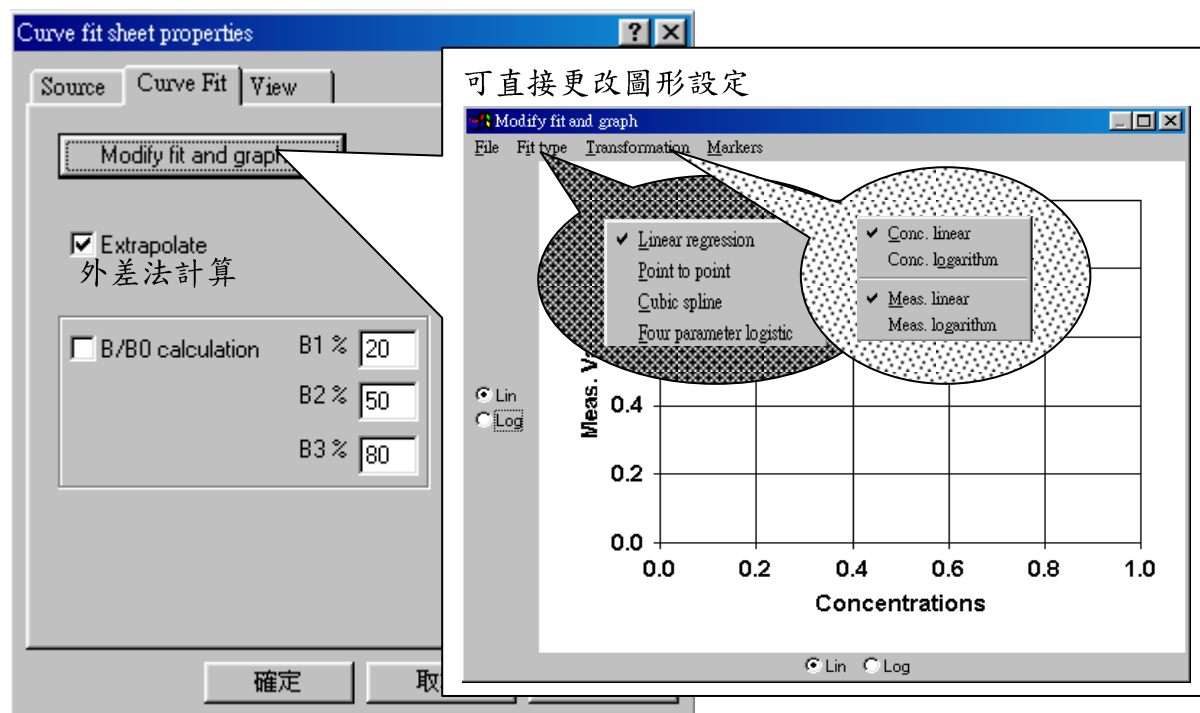 Curve fit sheet properties
Source Curve Fit View
Modify fit and graph
Extrapolate
外差法計算
B/B0 calculation B1 % 20
B2 % 50
B3 % 80
確定
可直接更改圖形設定
Modify fit and graph
File Fit type Transformation Markers
Linear regression
Point to point
Cubic spline
Four parameter logistic
Conc. linear
Conc. logarithm
Meas. linear
Meas. logarithm
Lin
Log
Meas.
0.4
0.2
0.0
0.0 0.2 0.4 0.6 0.8 1.0
Concentrations
Lin Log